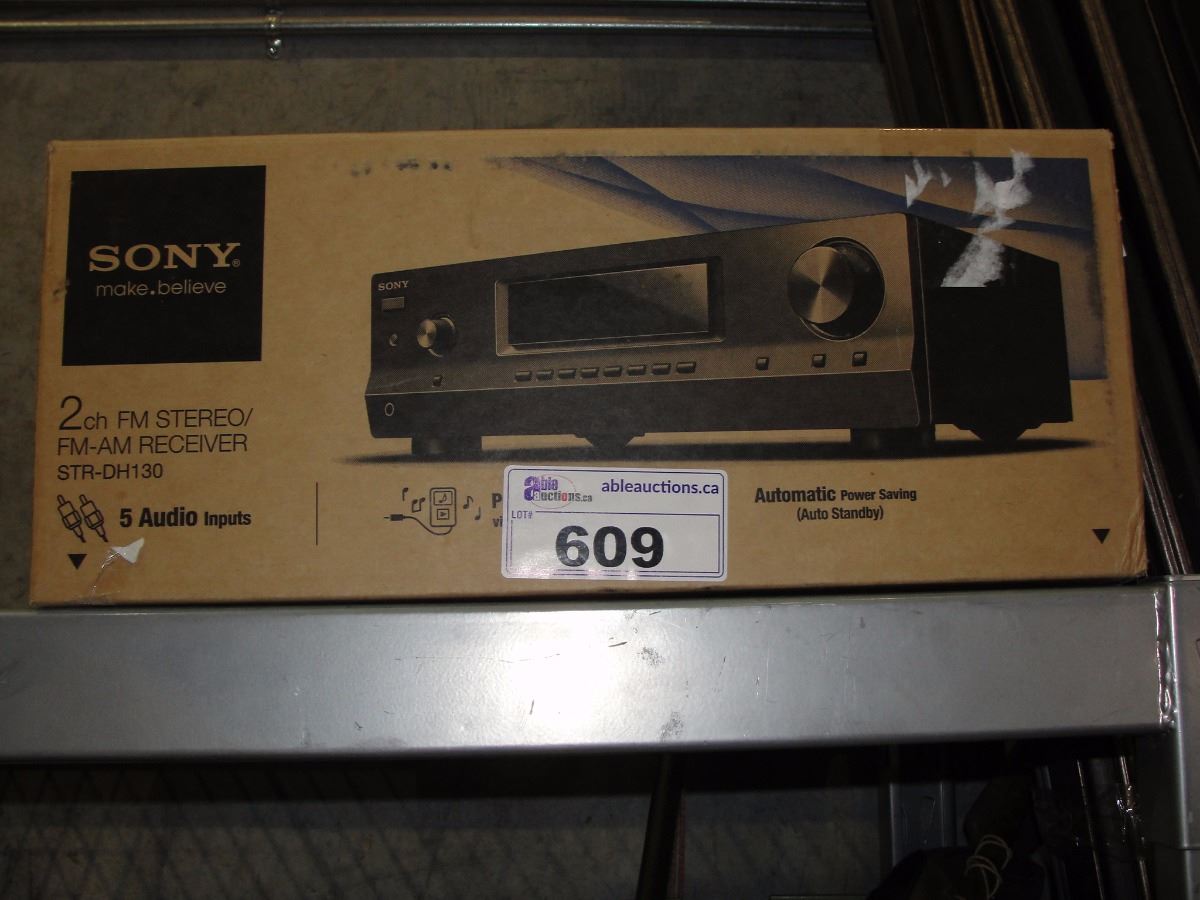 SONY®
make.believe
SONY
2ch FM STEREO/
FM-AM RECEIVER
STR-DH130
5 Audio Inputs
able auctions.ca
ableauctions.ca
LOT#
609
Automatic Power Saving
(Auto Standby)